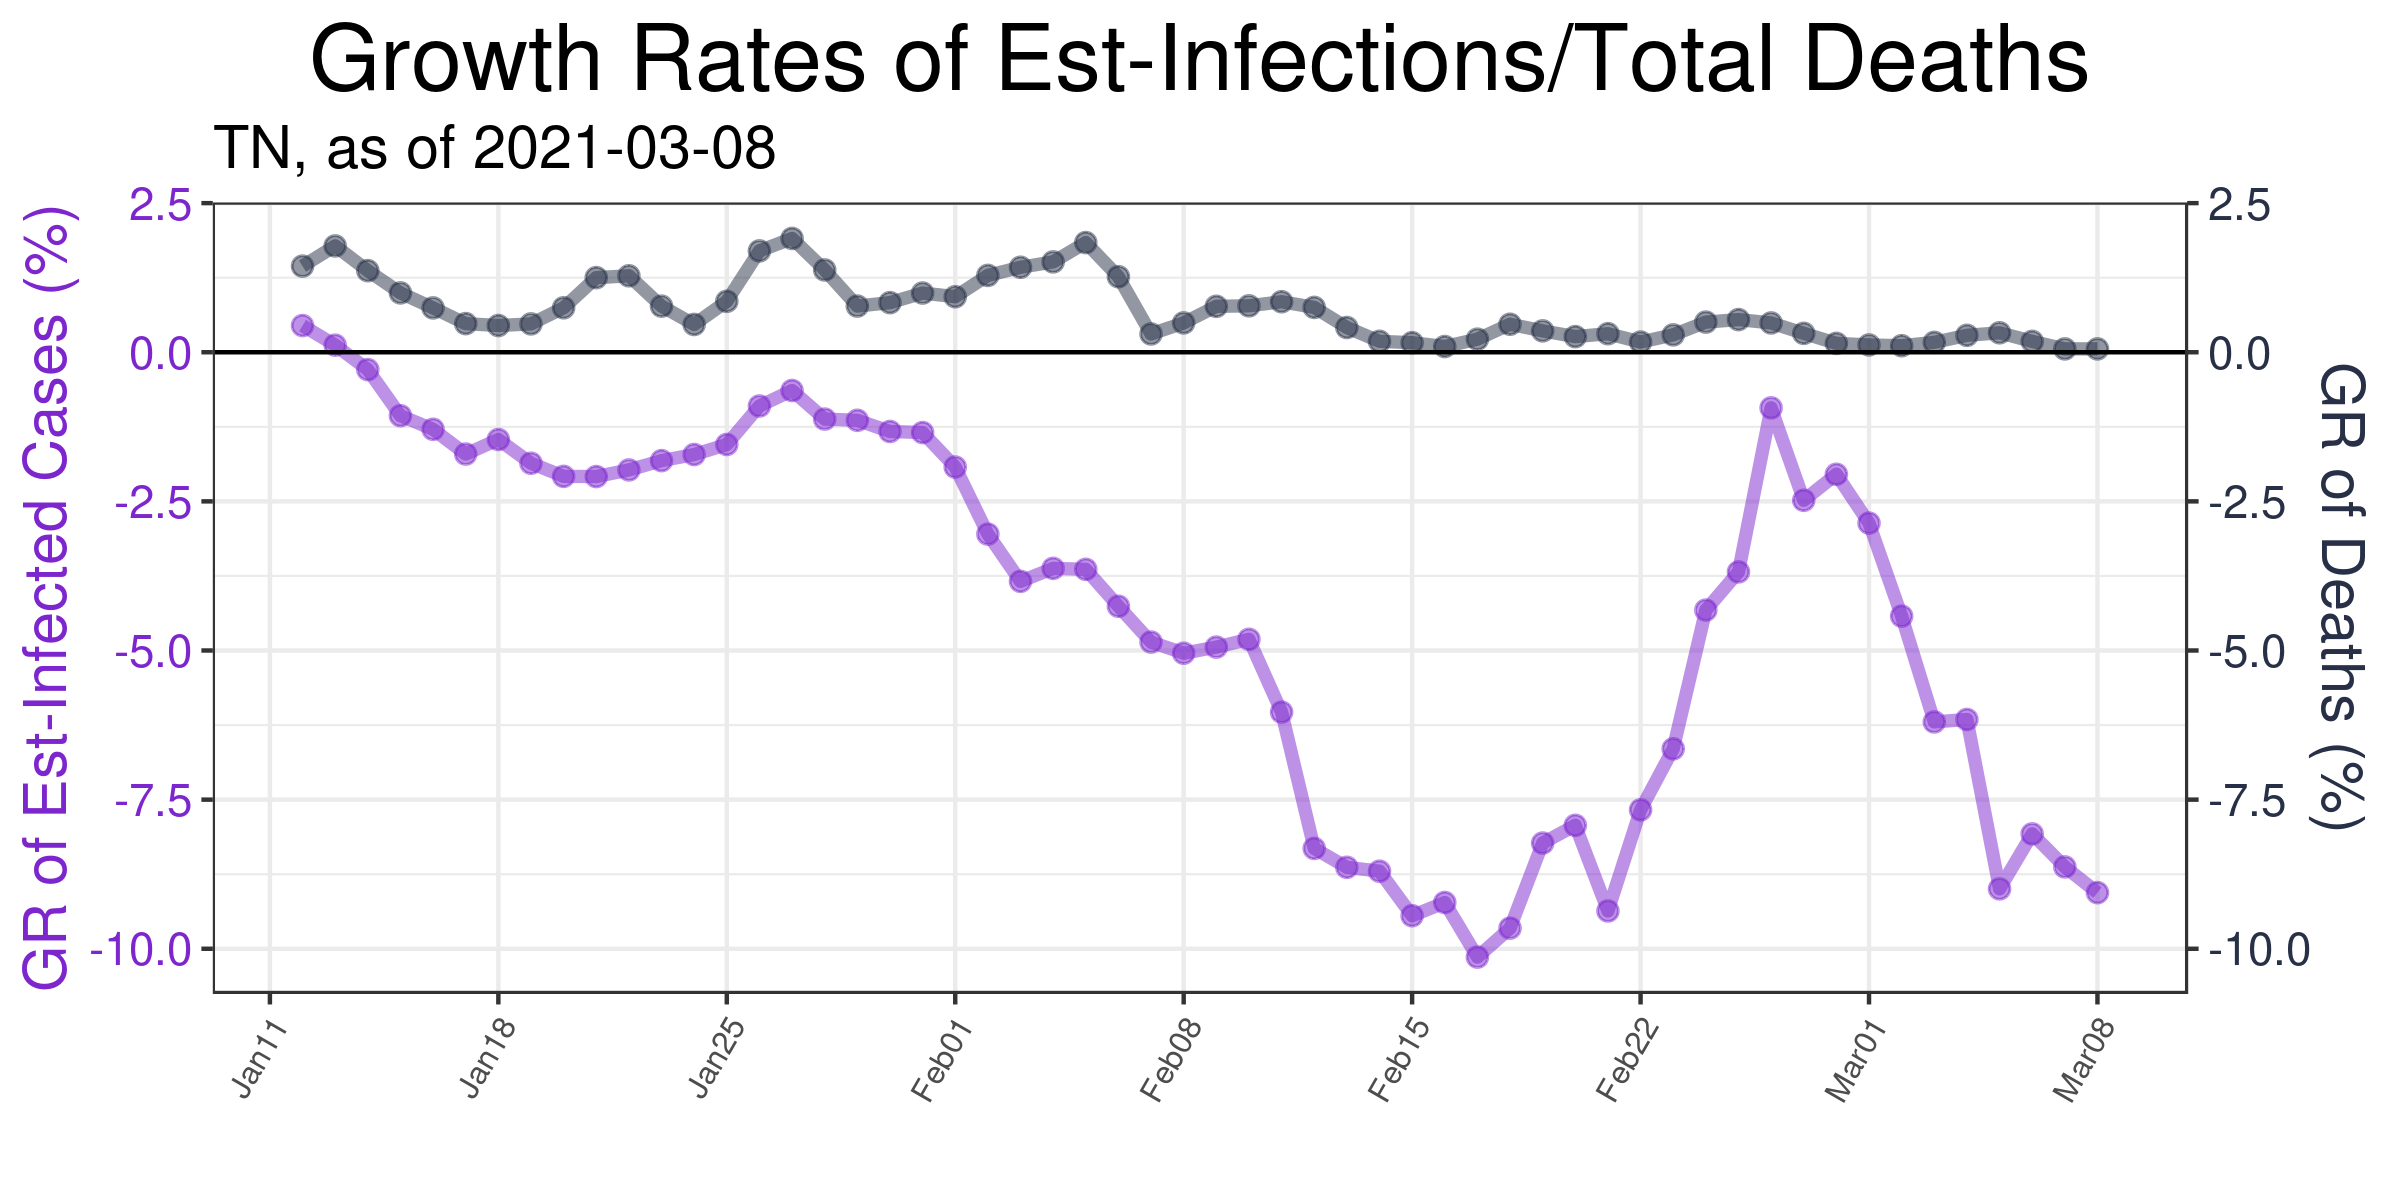 Growth Rates of Est-Infections/Total Deaths
TN, as of 2021-03-08
GR of Est-Infected Cases (%)
2.5
0.0
-2.5
-5.0
-7.5
-10.0
2.5
0.0
-2.5
-5.0
-7.5
-10.0
GR of Deaths (%)
Jan11
Jan18
Jan25
Feb01
Feb08
Feb15
Feb22
Mar01
Mar08